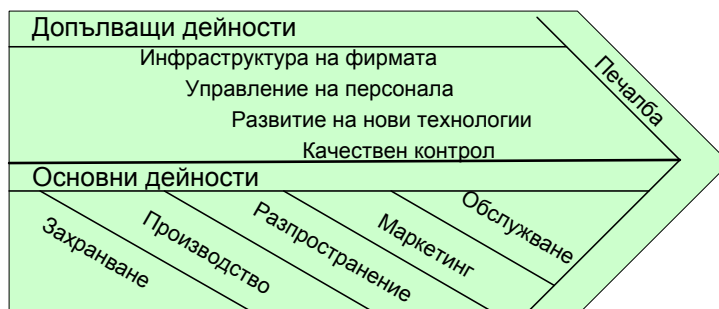 Допълващи дейности
Инфраструктура на фирмата
Управление на персонала
Развитие на нови технологии
Качествен контрол
Печалба
Основни дейности
Захранване
Производство
Разпространение
Маркетинг
Обслужване